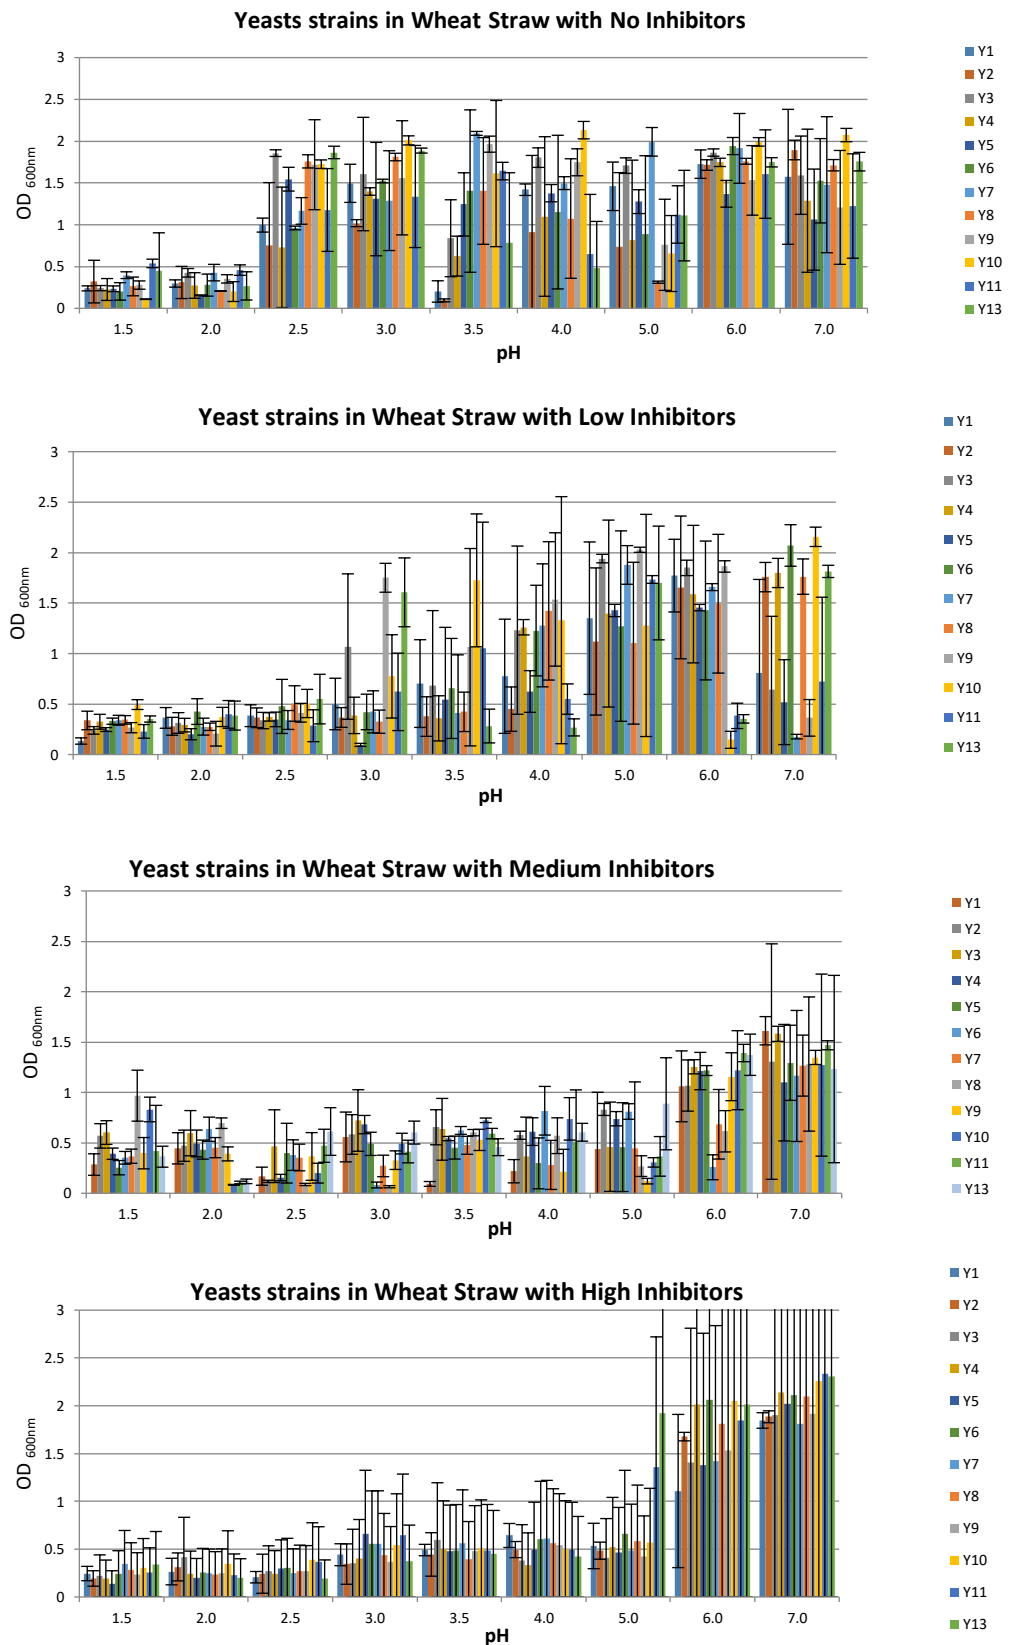 Yeasts strains in Wheat Straw with No Inhibitors
3
2.5
2
1.5
1
0.5
0
OD 600nm
1.5 2.0 2.5 3.0 3.5 4.0 5.0 6.0 7.0
pH
Y1
Y2
Y3
Y4
Y5
Y6
Y7
Y8
Y9
Y10
Y11
Y13
Yeast strains in Wheat Straw with Low Inhibitors
3
2.5
2
1.5
1
0.5
0
OD 600nm
1.5 2.0 2.5 3.0 3.5 4.0 5.0 6.0 7.0
pH
Y1
Y2
Y3
Y4
Y5
Y6
Y7
Y8
Y9
Y10
Y11
Y13
Yeast strains in Wheat Straw with Medium Inhibitors
3
2.5
2
1.5
1
0.5
0
OD 600nm
1.5 2.0 2.5 3.0 3.5 4.0 5.0 6.0 7.0
pH
Y1
Y2
Y3
Y4
Y5
Y6
Y7
Y8
Y9
Y10
Y11
Y13
Yeasts strains in Wheat Straw with High Inhibitors
3
2.5
2
1.5
1
0.5
0
OD 600nm
1.5 2.0 2.5 3.0 3.5 4.0 5.0 6.0 7.0
pH
Y1
Y2
Y3
Y4
Y5
Y6
Y7
Y8
Y9
Y10
Y11
Y13